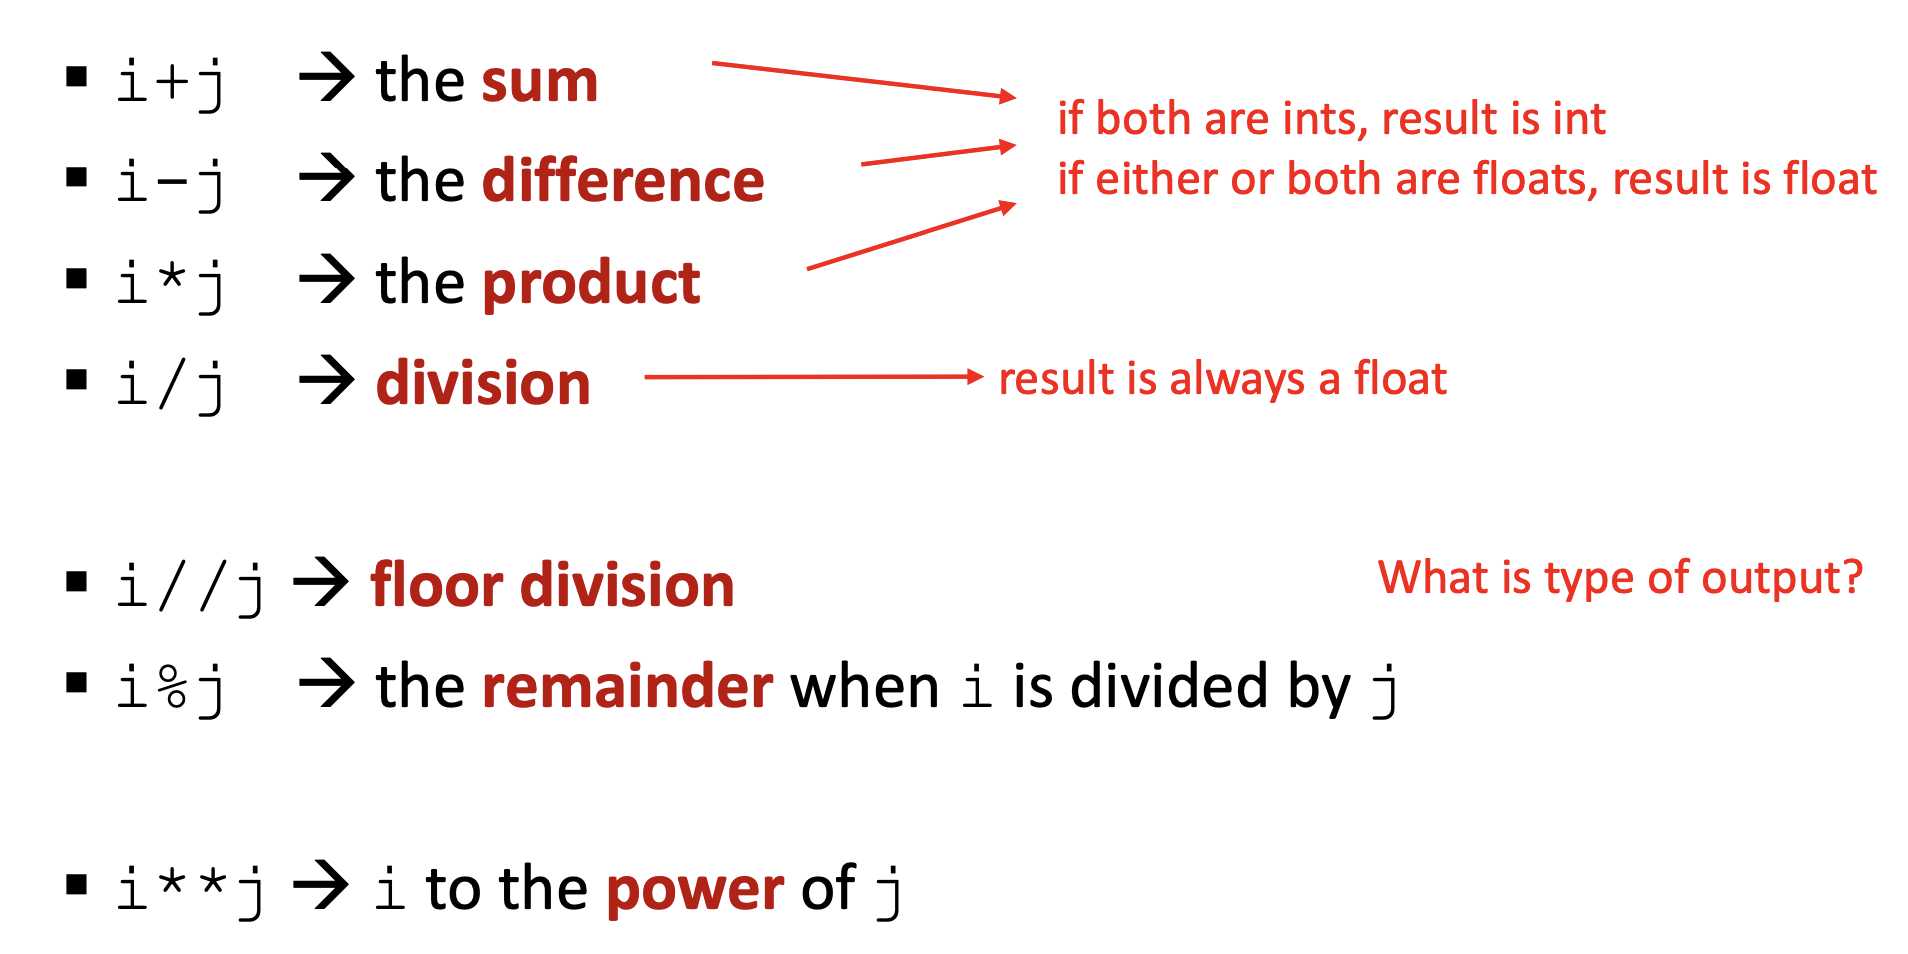 ▪ i+j → the sum
if both are ints, result is int
▪ i-j → the difference
if either or both are floats, result is float
▪ i*j → the product
▪ i/j → division
result is always a float
▪ i//j → floor division
What is type of output?
▪ i%j → the remainder when i is divided by j
▪ i**j → i to the power of j